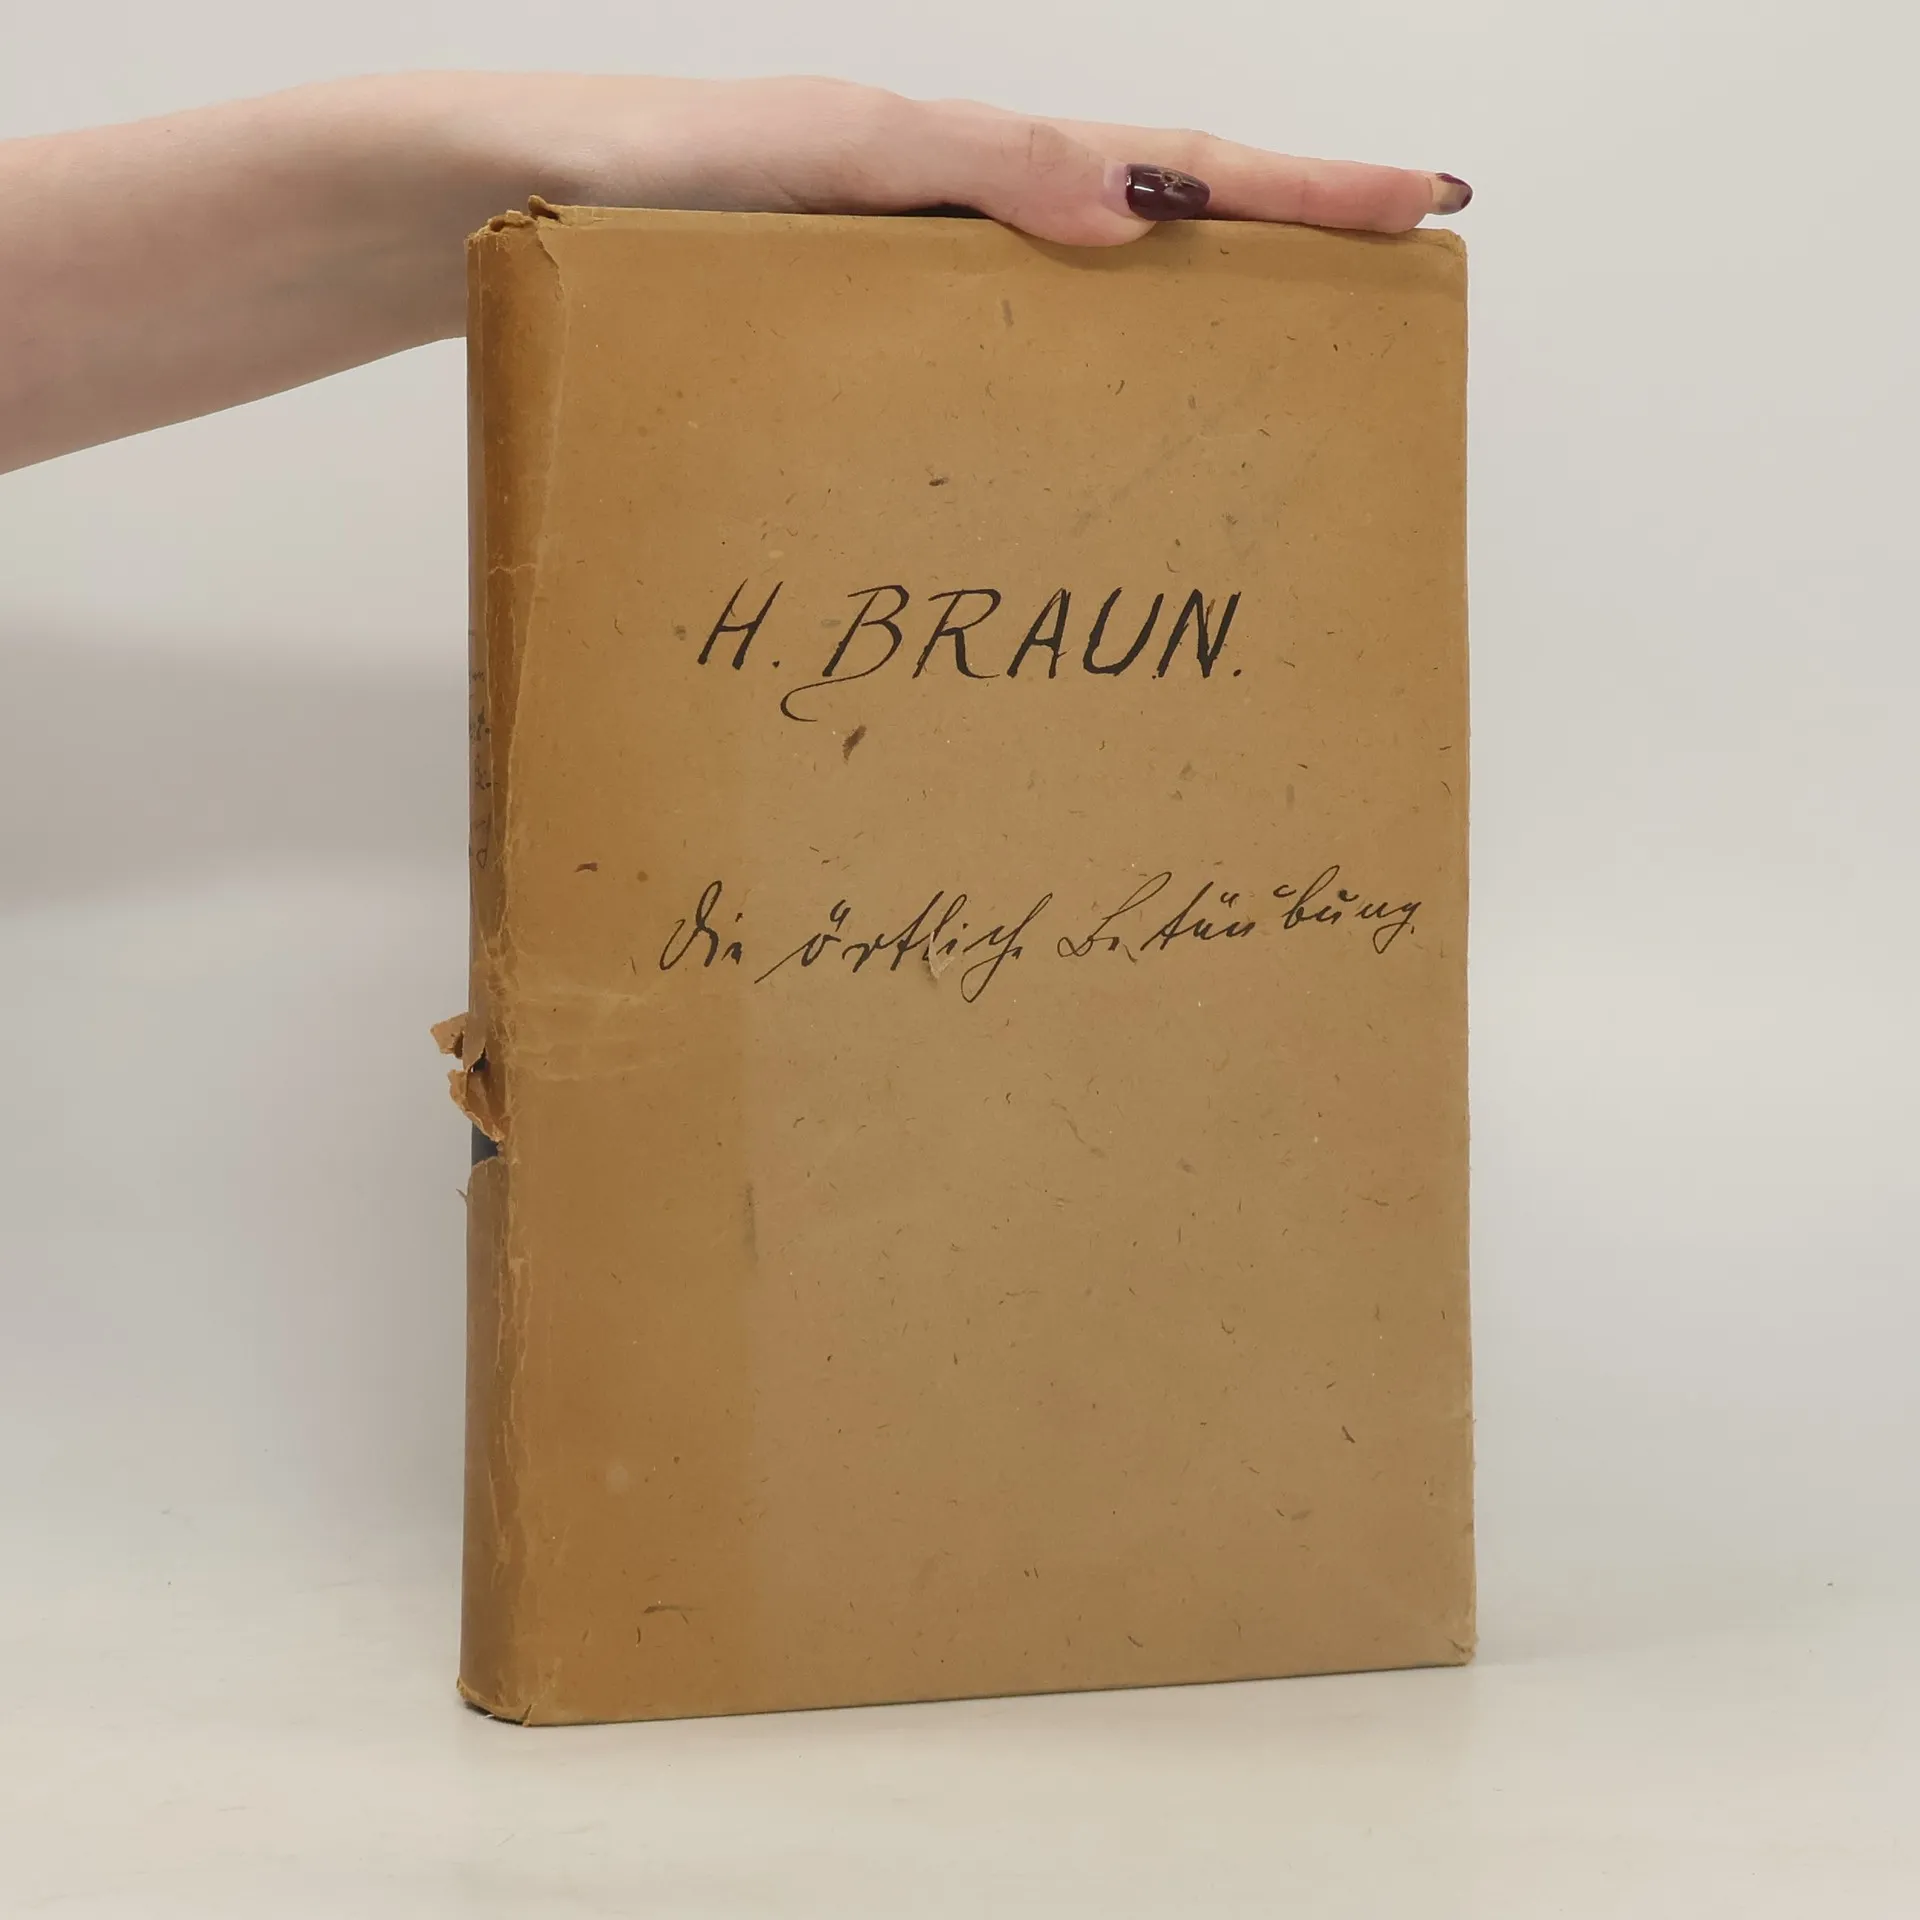 H. BRAUN.
Die örtliche Betäubung.